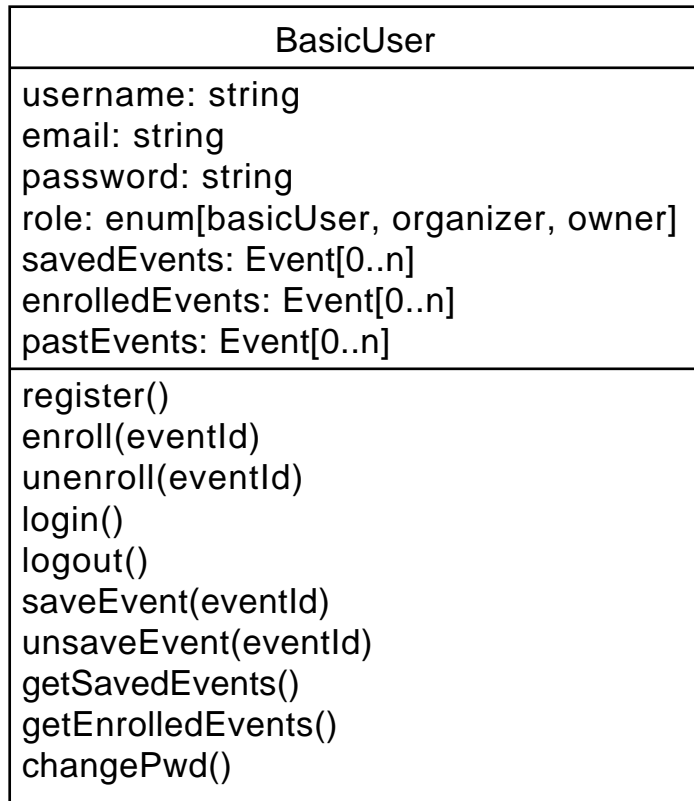 BasicUser
username: string
email: string
password: string
role: enum[basicUser, organizer, owner]
savedEvents: Event[0..n]
enrolledEvents: Event[0..n]
pastEvents: Event[0..n]
register()
enroll(eventId)
unenroll(eventId)
login()
logout()
saveEvent(eventId)
unsaveEvent(eventId)
getSavedEvents()
getEnrolledEvents()
changePwd()